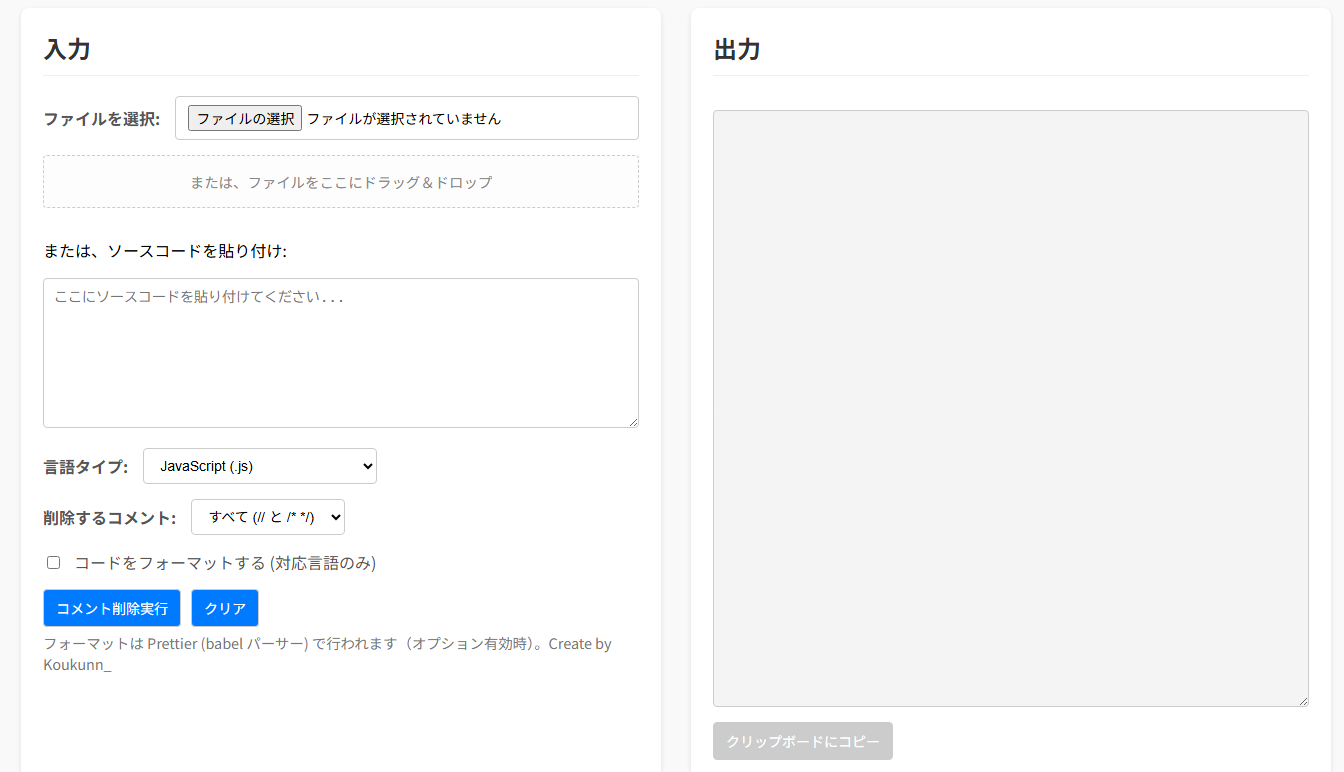 入力
ファイルを選択:
ファイルの選択 ファイルが選択されていません
または、ファイルをここにドラッグ＆ドロップ
または、ソースコードを貼り付け:
ここにソースコードを貼り付けてください...
言語タイプ:
JavaScript (.js)
削除するコメント:
すべて (// と /* */)
コードをフォーマットする (対応言語のみ)
コメント削除実行
クリア
フォーマットは Prettier (babel パーサー) で行われます（オプション有効時）。Create by
Koukunn_
出力
クリップボードにコピー